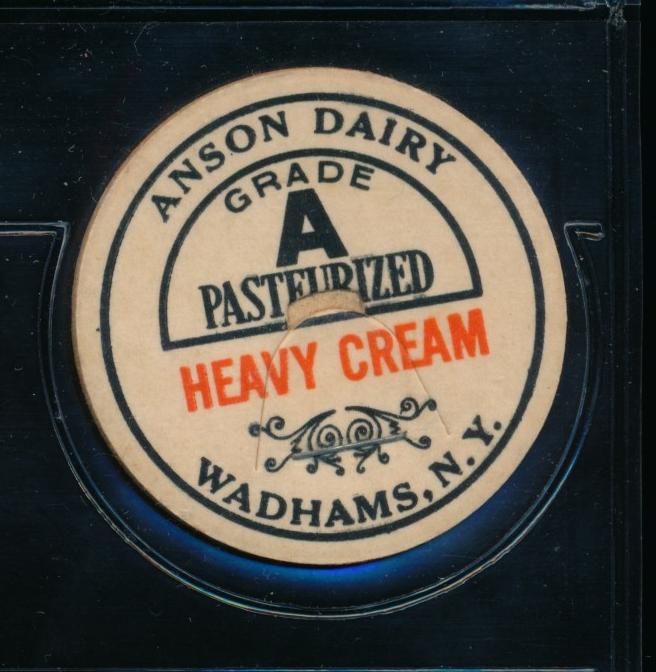 ANSON DAIRY
GRADE
A
PASTEURIZED
HEAVY CREAM
WADHAMS, N.Y.